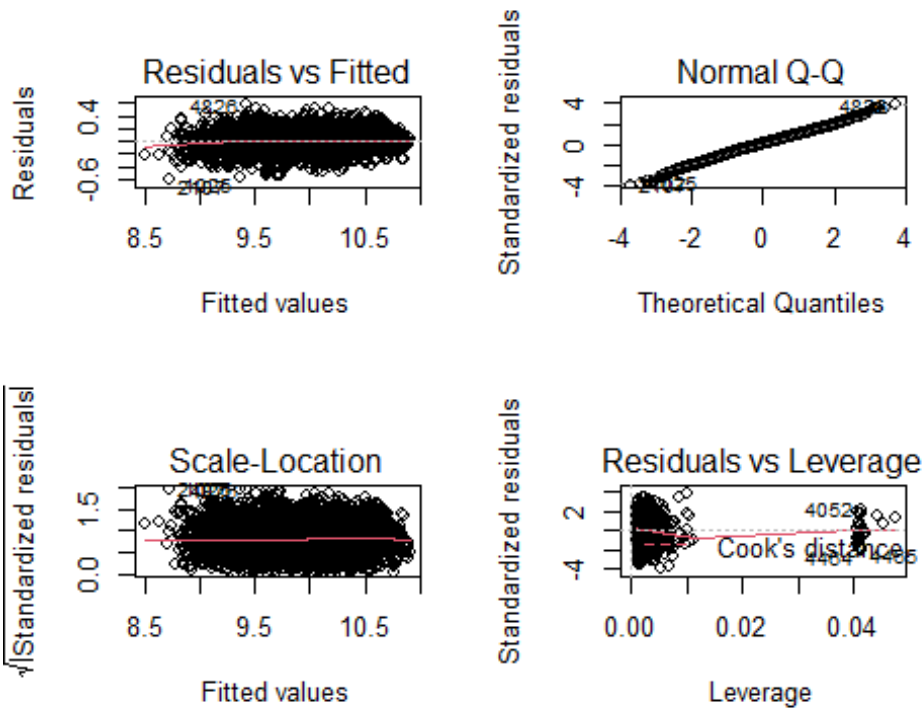 Residuals vs Fitted
Residuals
0.4
-0.6
4826
8.5
9.5
10.5
Fitted values
Normal Q-Q
Standardized residuals
4
0
-4
-4
-2
0
2
4
Theoretical Quantiles
Scale-Location
√|Standardized residuals|
1.5
0.0
8.5
9.5
10.5
Fitted values
Residuals vs Leverage
Standardized residuals
2
-4
4052
Cook's distance
4464
4465
0.00
0.02
0.04
Leverage